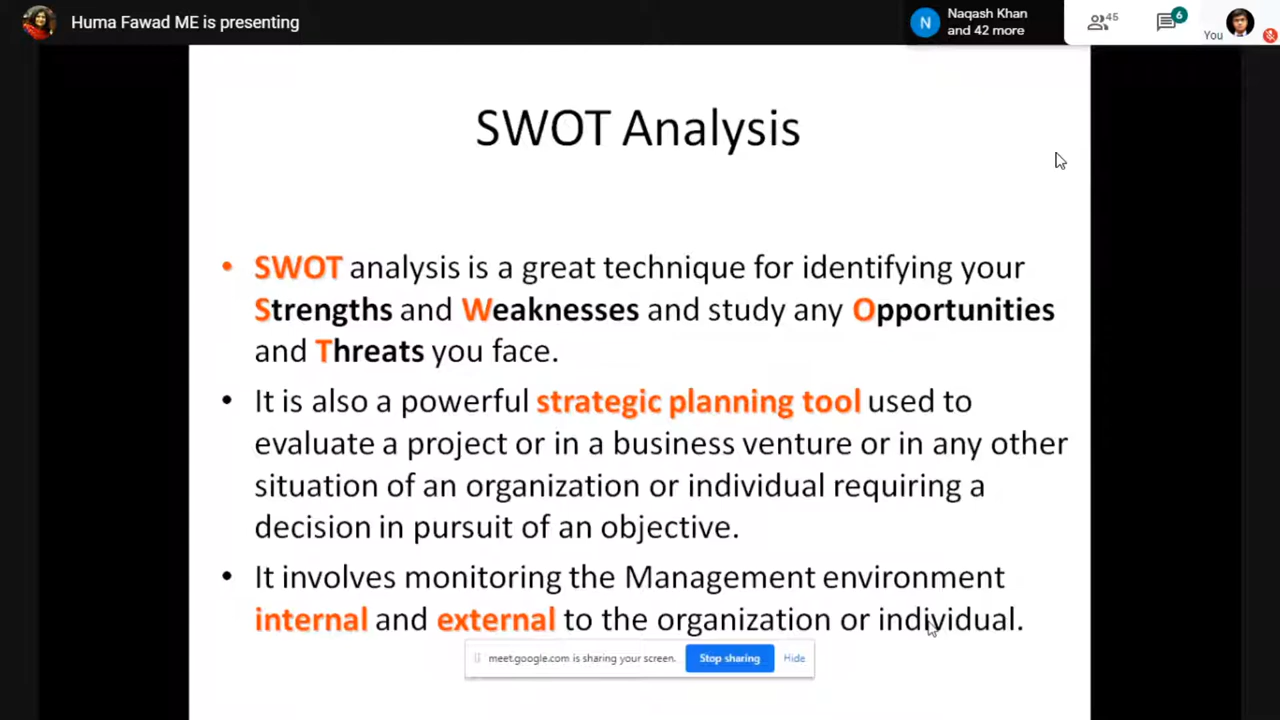 Huma Fawad ME is presenting
N
Naqash Khan
and 42 more
45
6
You
SWOT Analysis
• SWOT analysis is a great technique for identifying your
Strengths and Weaknesses and study any Opportunities
and Threats you face.
• It is also a powerful strategic planning tool used to
evaluate a project or in a business venture or in any other
situation of an organization or individual requiring a
decision in pursuit of an objective.
• It involves monitoring the Management environment
internal and external to the organization or individual.
meet.google.com is sharing your screen. Stop sharing Hide